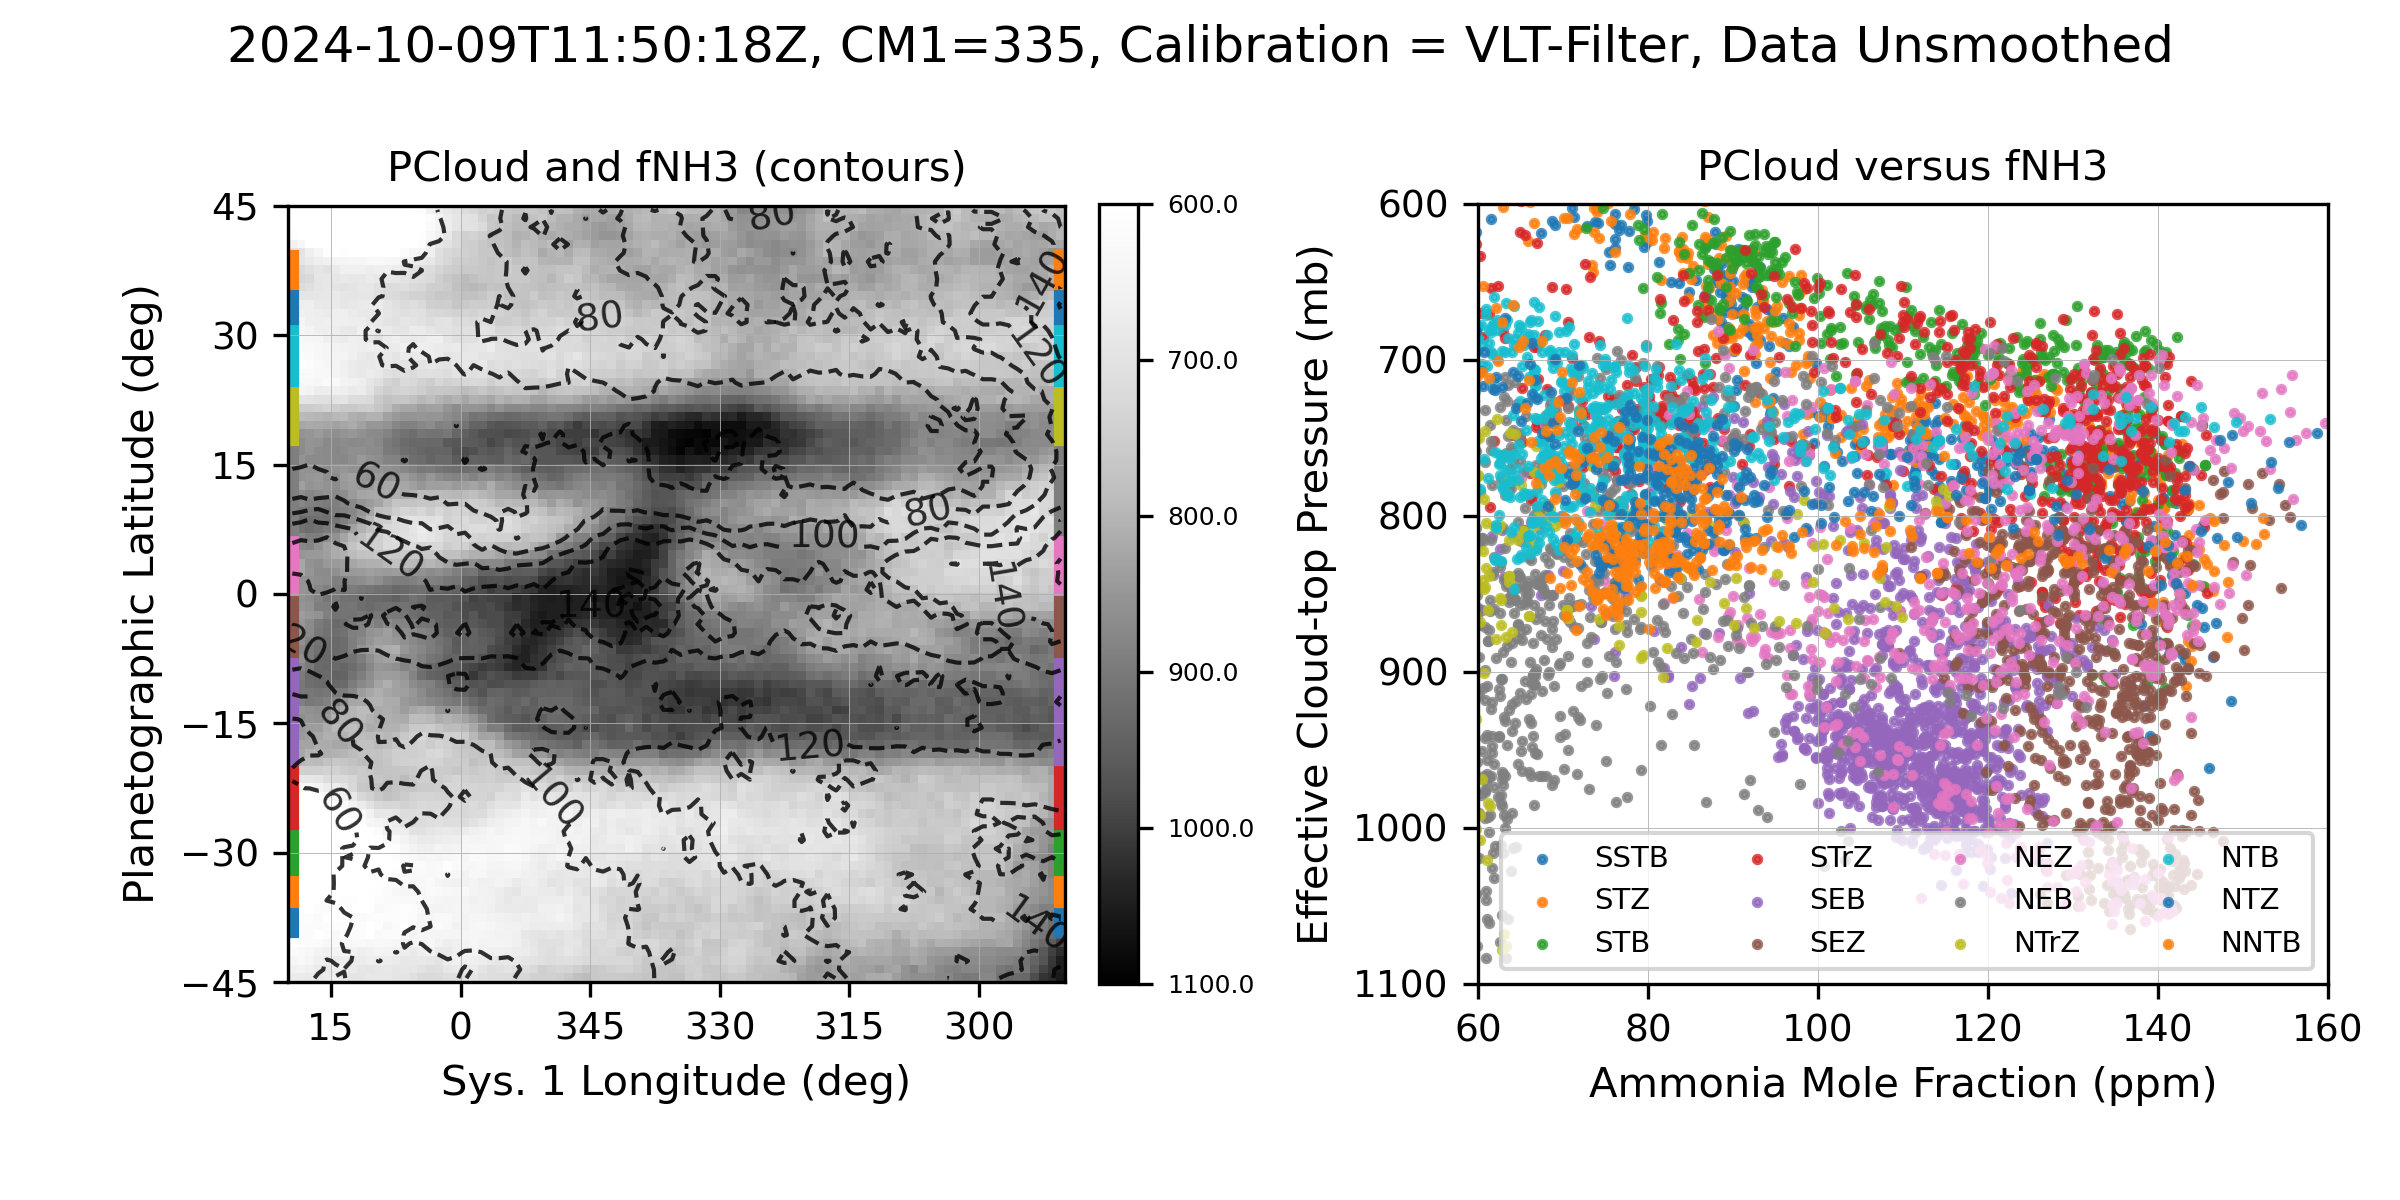 2024-10-09T11:50:18Z, CM1=335, Calibration = VLT-Filter, Data Unsmoothed
PCloud and fNH3 (contours)
45
30
15
0
−15
−30
−45
Planetographic Latitude (deg)
80
140
80
120
60
80
120
100
140
140
20
80
120
60
100
140
15 0 345 330 315 300
Sys. 1 Longitude (deg)
600.0
700.0
800.0
900.0
1000.0
1100.0
PCloud versus fNH3
600
700
800
900
1000
1100
Effective Cloud-top Pressure (mb)
SSTB STrZ NEZ NTB
STZ SEB NEB NTZ
STB SEZ NTrZ NNTB
60 80 100 120 140 160
Ammonia Mole Fraction (ppm)